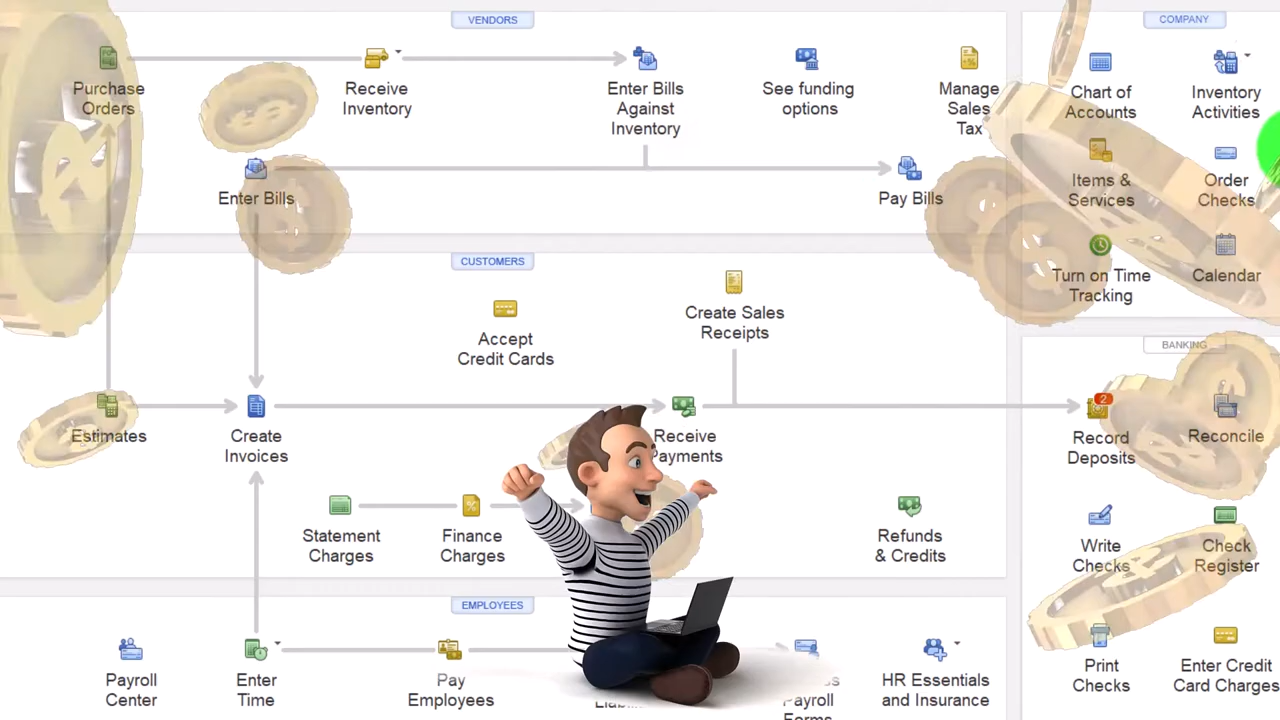 VENDORS
Purchase
Orders
Receive
Inventory
Enter Bills
Against
Inventory
See funding
options
Manage
Sales
Tax
Enter Bills
Pay Bills
COMPANY
Chart of
Accounts
Inventory
Activities
Items &
Services
Order
Checks
Turn on Time
Tracking
Calendar
CUSTOMERS
Create Sales
Receipts
Accept
Credit Cards
Estimates
Create
Invoices
Receive
Payments
Statement
Charges
Finance
Charges
Refunds
& Credits
BANKING
2
Record
Deposits
Reconcile
Write
Checks
Check
Register
Print
Checks
Enter Credit
Card Charges
EMPLOYEES
Payroll
Center
Enter
Time
Pay
Employees
Payroll
Forms
HR Essentials
and Insurance